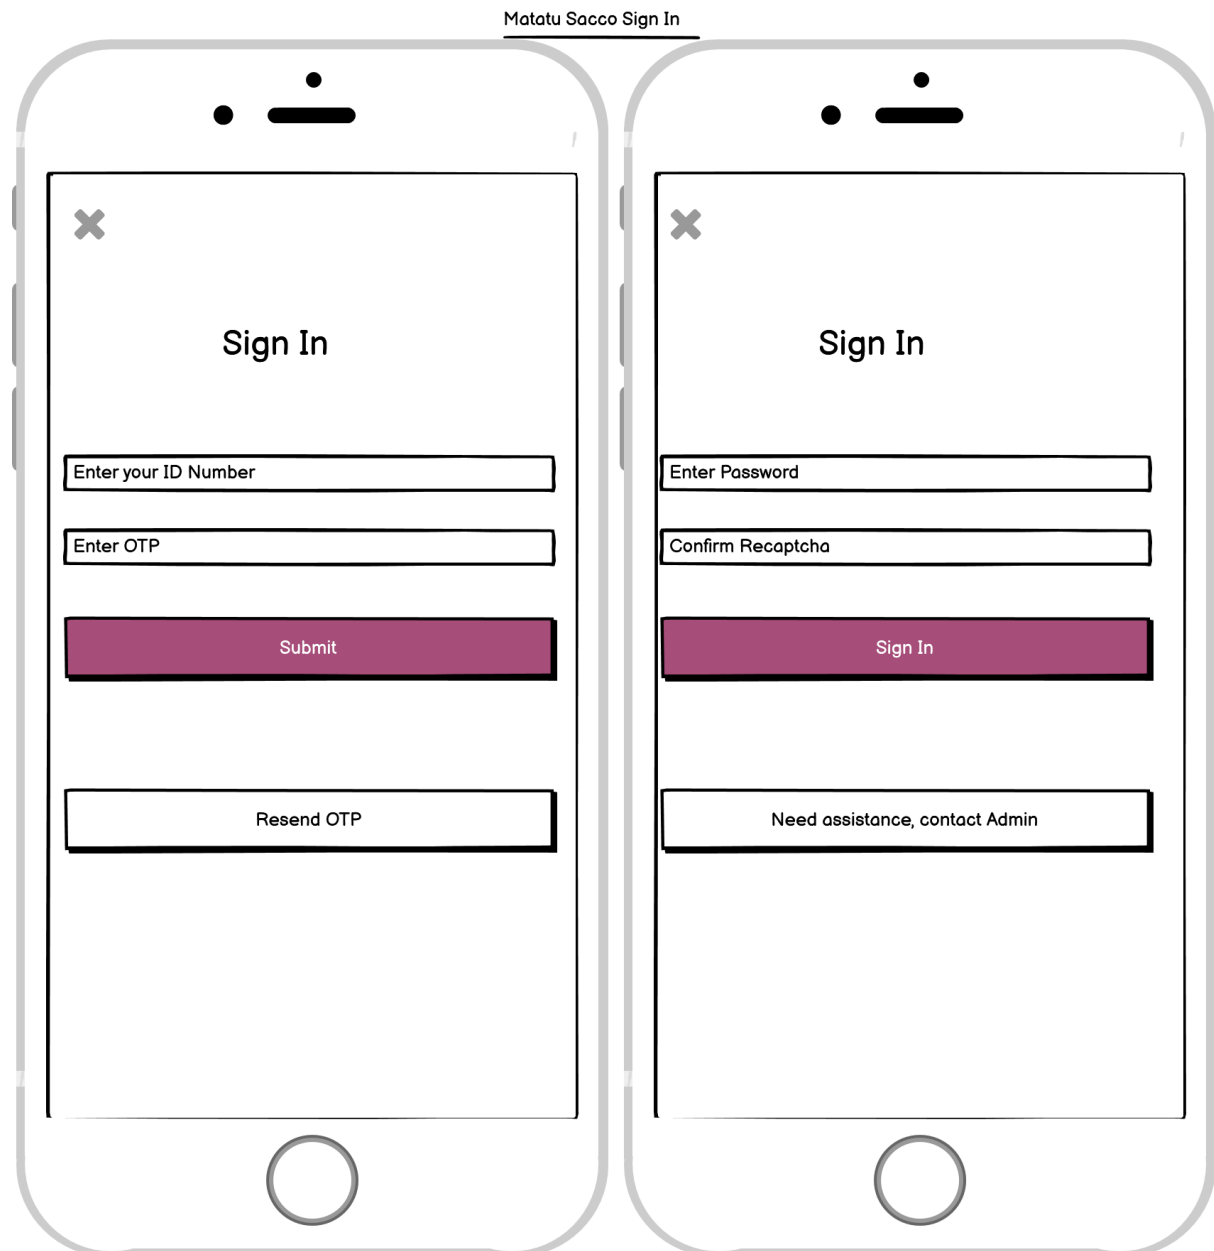 Matatu Sacco Sign In
Sign In
Enter your ID Number
Enter OTP
Submit
Resend OTP
Sign In
Enter Password
Confirm Recaptcha
Sign In
Need assistance, contact Admin